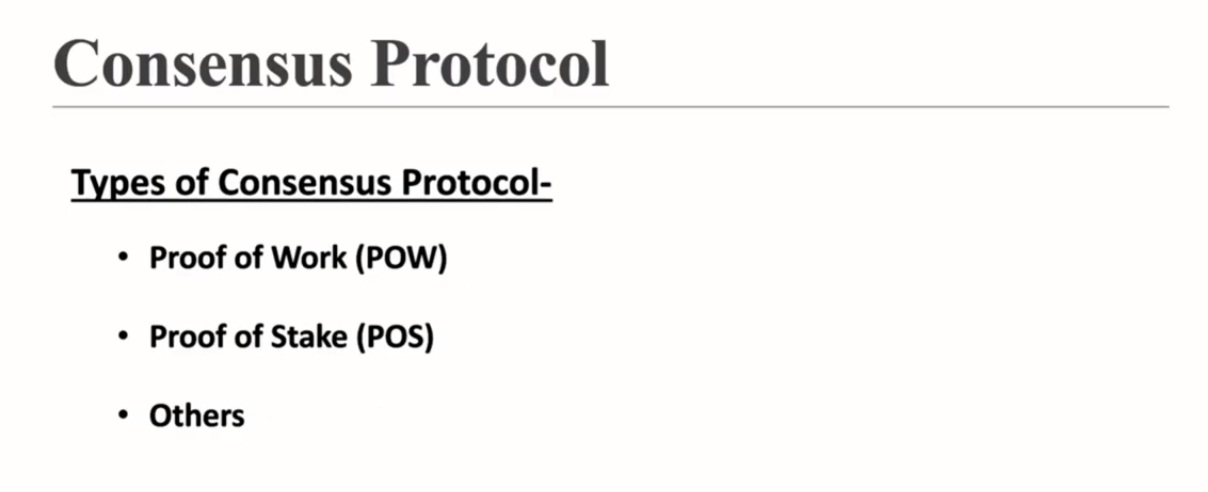 Consensus Protocol
Types of Consensus Protocol-
• Proof of Work (POW)
• Proof of Stake (POS)
• Others